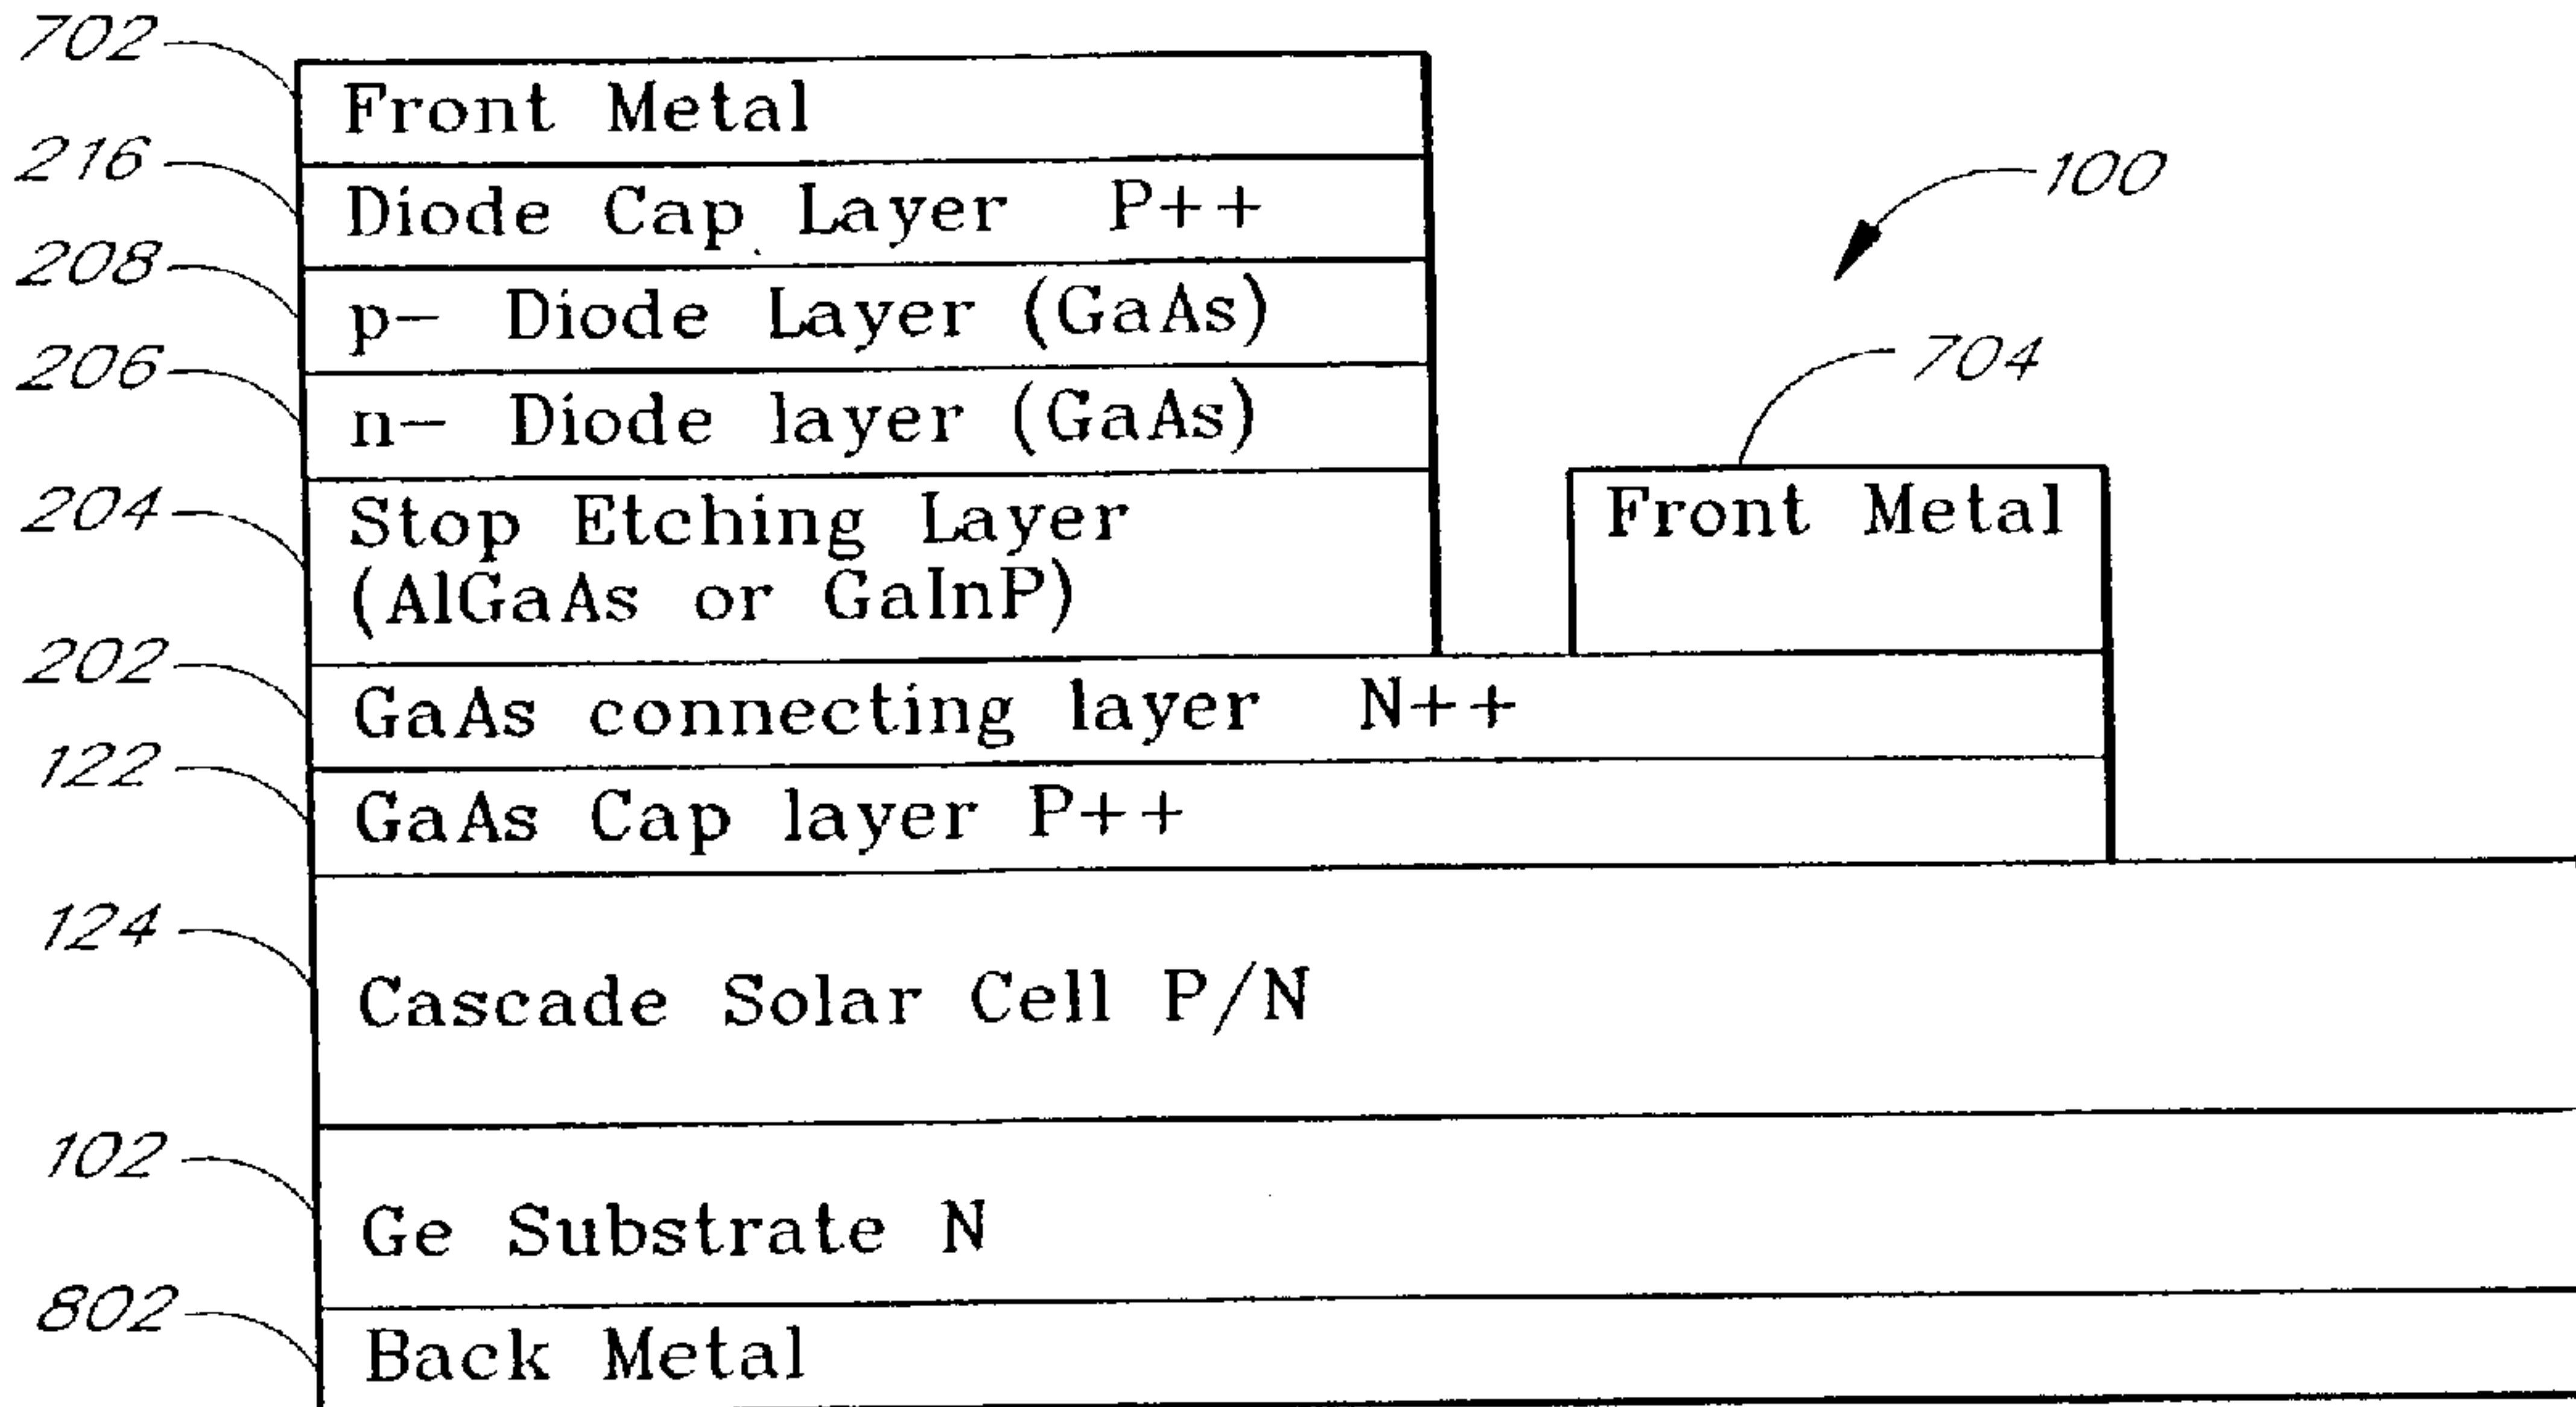 702
Front Metal
216
Diode Cap Layer P++
100
208
p- Diode Layer (GaAs)
206
n- Diode layer (GaAs)
704
204
Stop Etching Layer
(AlGaAs or GaInP)
Front Metal
202
GaAs connecting layer N++
122
GaAs Cap layer P++
124
Cascade Solar Cell P/N
102
Ge Substrate N
802
Back Metal